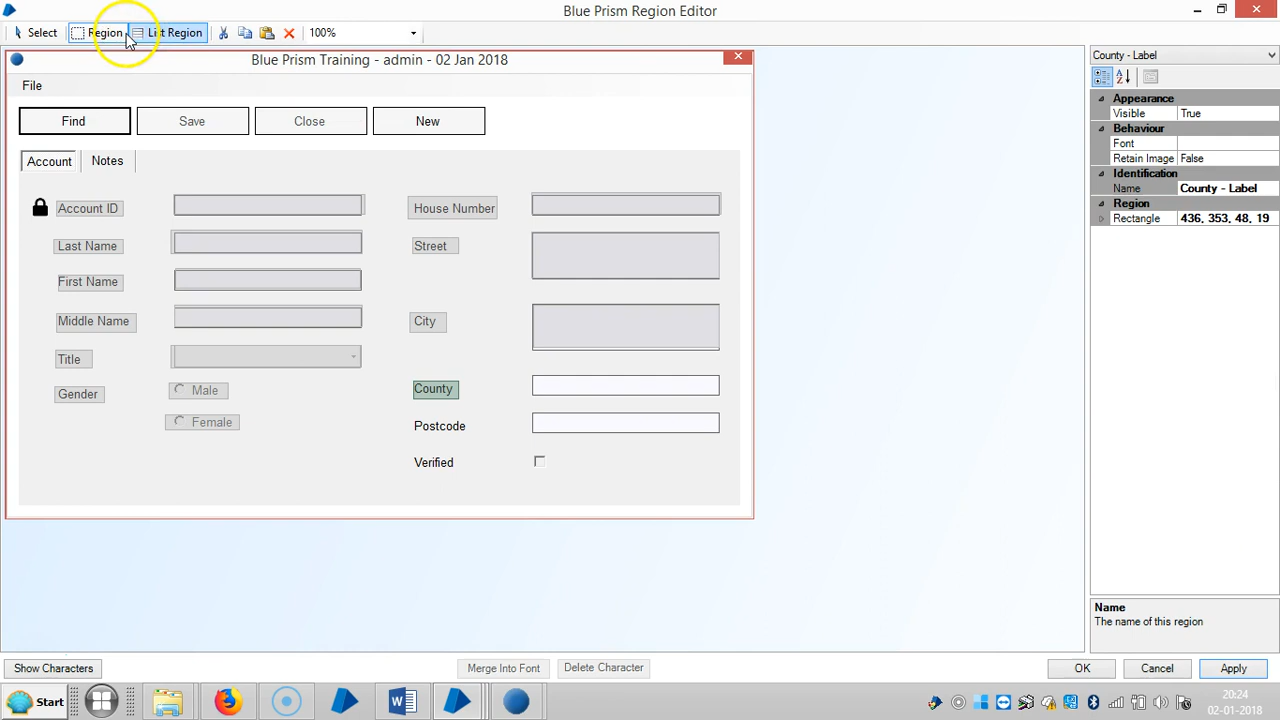 Blue Prism Region Editor
Select Region List Region 100%
Blue Prism Training - admin - 02 Jan 2018
File
Find Save Close New
Account Notes
Account ID House Number
Last Name Street
First Name
Middle Name City
Title
Gender Male County
Female Postcode
Verified
County - Label
Appearance
Visible True
Behaviour
Font
Retain Image False
Identification
Name County - Label
Region
Rectangle 436, 353, 48, 19
Name
The name of this region
Show Characters Merge Into Font Delete Character OK Cancel Apply
Start
20:24
02-01-2018